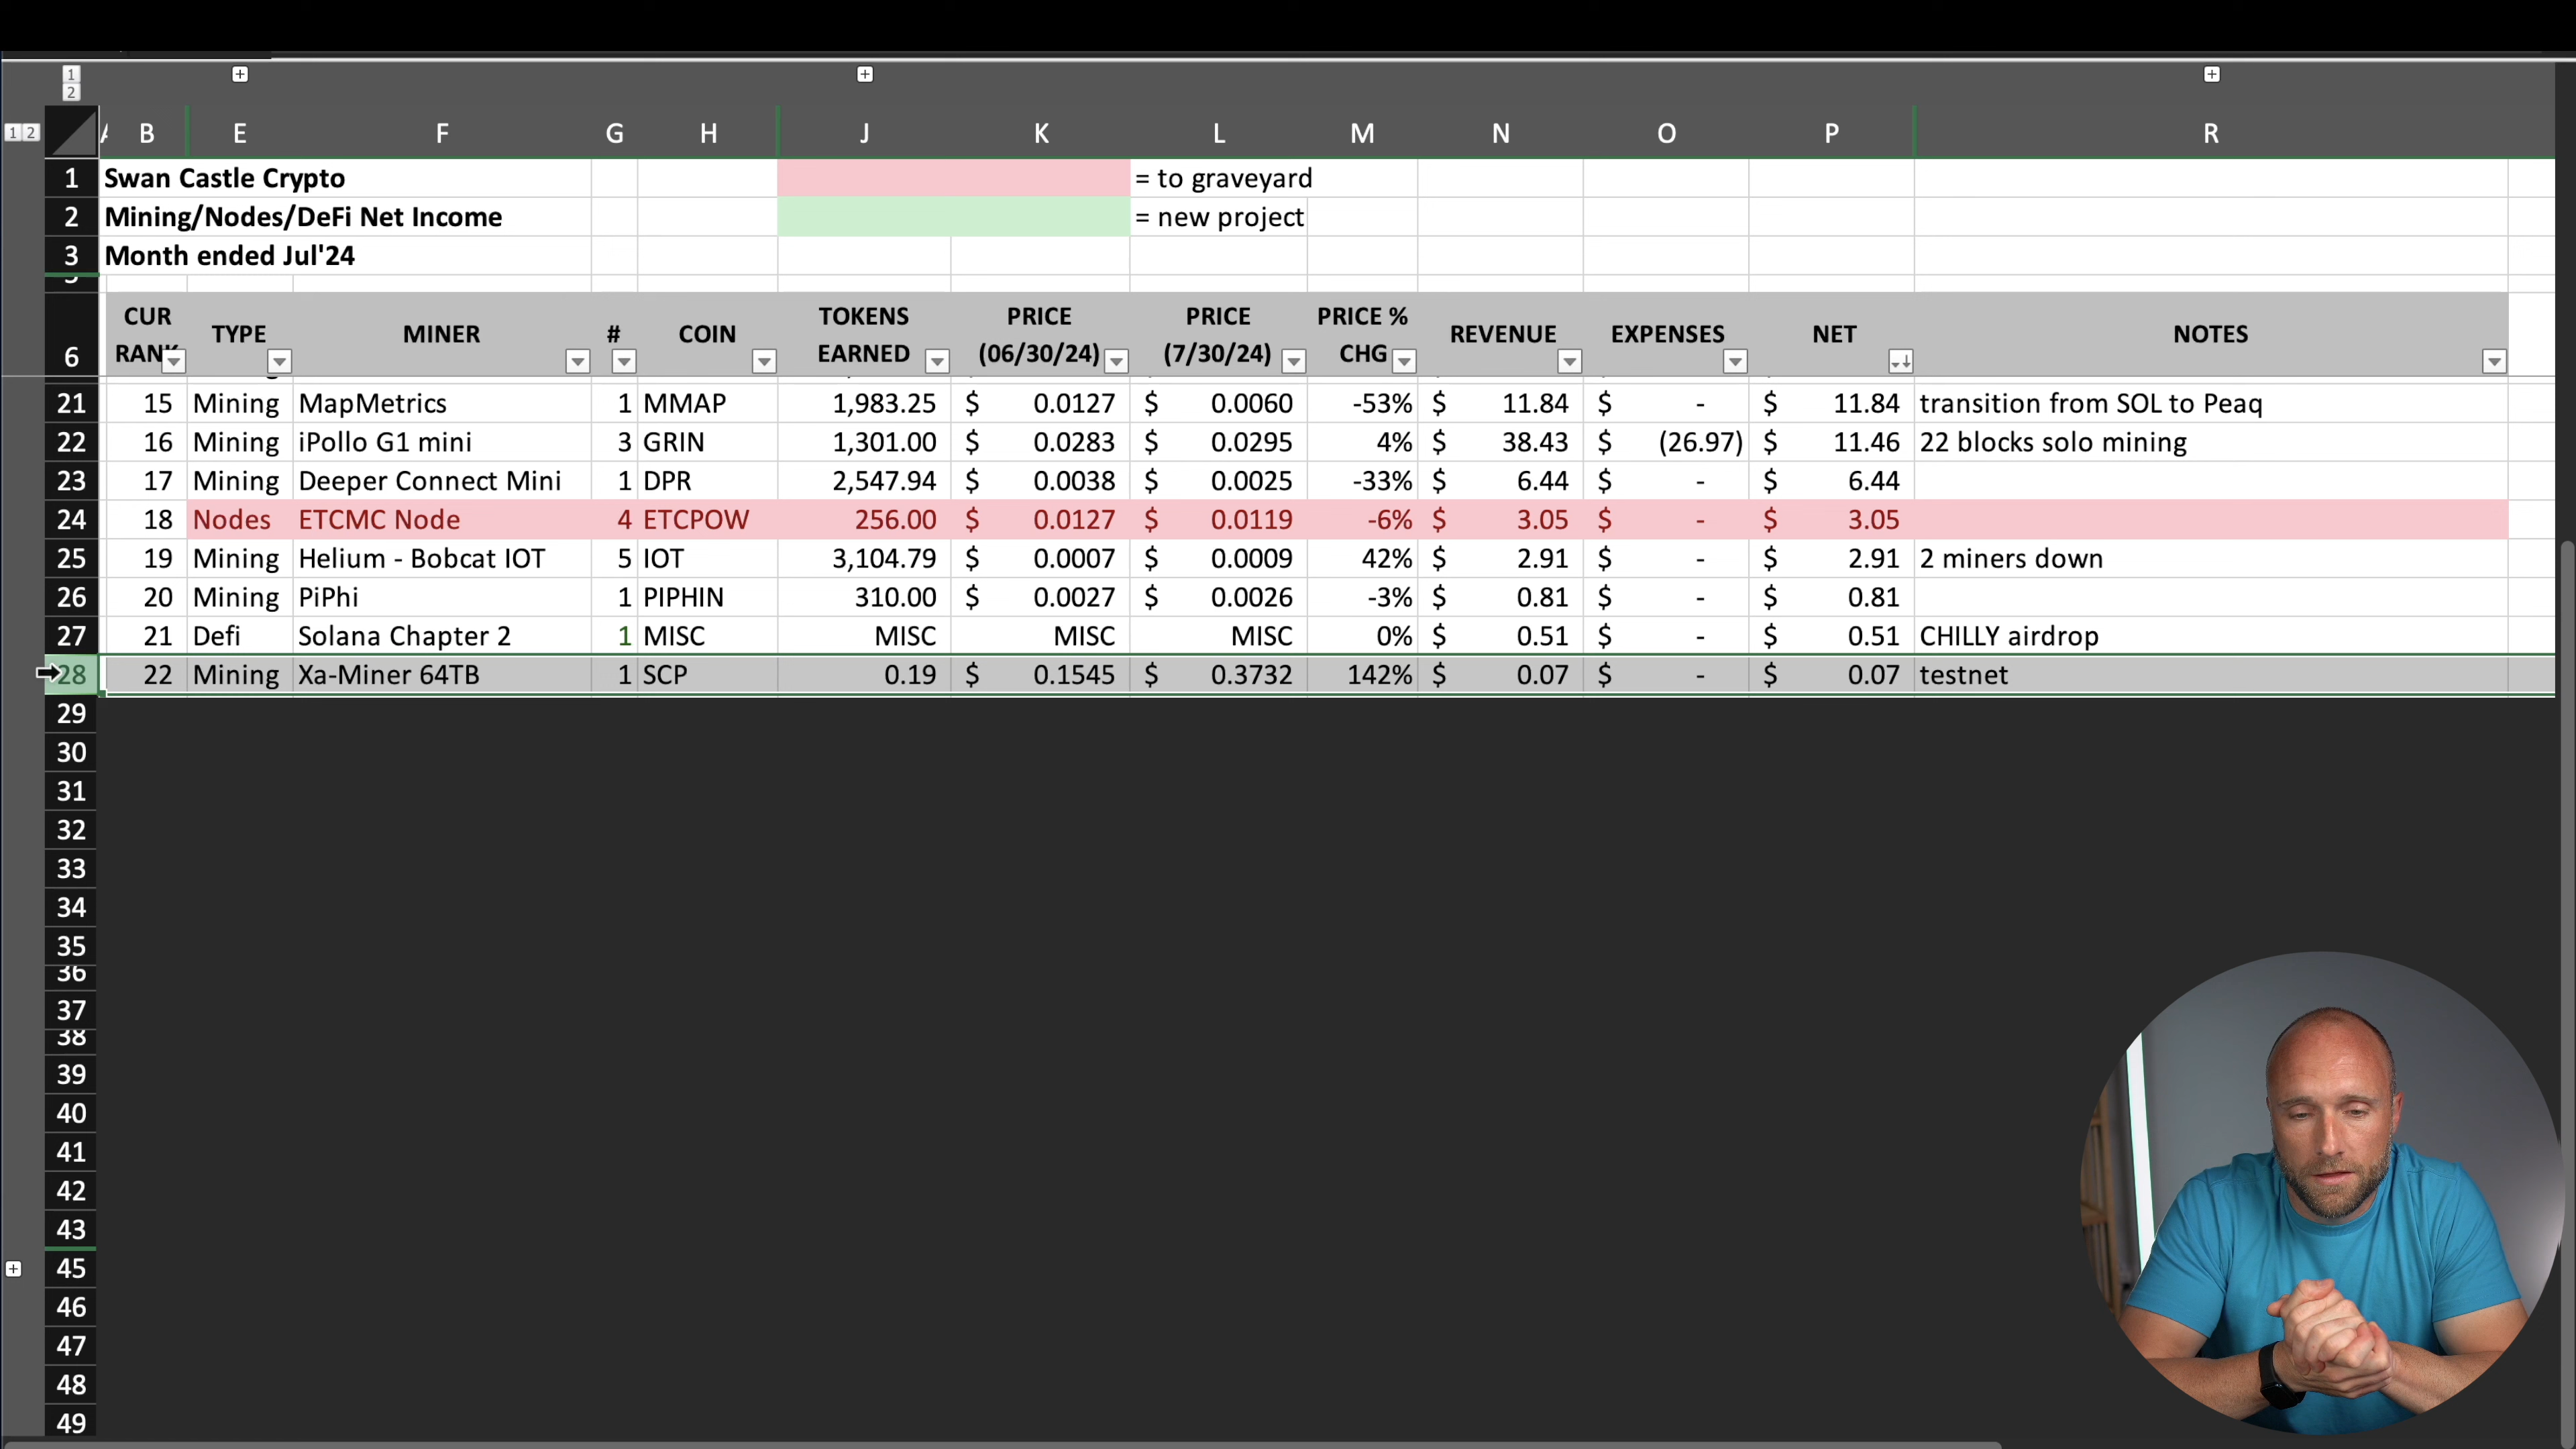 1
2
1 2
A B E F G H J K L M N O P R
1 Swan Castle Crypto = to graveyard
2 Mining/Nodes/DeFi Net Income = new project
3 Month ended Jul'24
6 CUR RANK TYPE MINER # COIN TOKENS EARNED PRICE (06/30/24) PRICE (7/30/24) PRICE % CHG REVENUE EXPENSES NET NOTES
21 15 Mining MapMetrics 1 MMAP 1,983.25 $ 0.0127 $ 0.0060 -53% $ 11.84 $ - $ 11.84 transition from SOL to Peaq
22 16 Mining iPollo G1 mini 3 GRIN 1,301.00 $ 0.0283 $ 0.0295 4% $ 38.43 $ (26.97) $ 11.46 22 blocks solo mining
23 17 Mining Deeper Connect Mini 1 DPR 2,547.94 $ 0.0038 $ 0.0025 -33% $ 6.44 $ - $ 6.44
24 18 Nodes ETCMC Node 4 ETCPOW 256.00 $ 0.0127 $ 0.0119 -6% $ 3.05 $ - $ 3.05
25 19 Mining Helium - Bobcat IOT 5 IOT 3,104.79 $ 0.0007 $ 0.0009 42% $ 2.91 $ - $ 2.91 2 miners down
26 20 Mining PiPhi 1 PIPHIN 310.00 $ 0.0027 $ 0.0026 -3% $ 0.81 $ - $ 0.81
27 21 Defi Solana Chapter 2 1 MISC MISC MISC MISC 0% $ 0.51 $ - $ 0.51 CHILLY airdrop
28 22 Mining Xa-Miner 64TB 1 SCP 0.19 $ 0.1545 $ 0.3732 142% $ 0.07 $ - $ 0.07 testnet
29
30
31
32
33
34
35
36
37
38
39
40
41
42
43
45
46
47
48
49